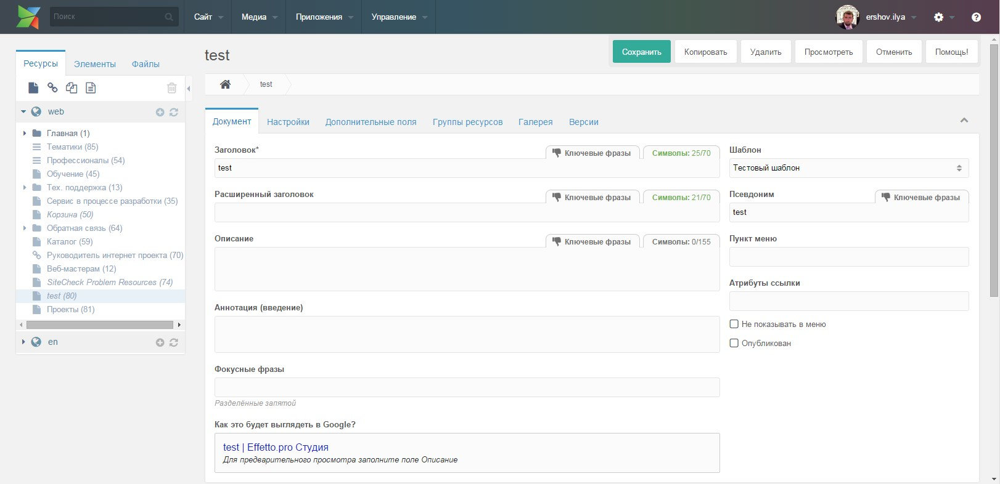 Поиск
Сайт
Медиа
Приложения
Управление
ershov.ilya
Ресурсы
Элементы
Файлы
web
Главная (1)
Тематики (85)
Профессионалы (54)
Обучение (45)
Тех. поддержка (13)
Сервис в процессе разработки (35)
Корзина (50)
Обратная связь (64)
Каталог (59)
Руководитель интернет проекта (70)
Веб-мастерам (12)
SiteCheck Problem Resources (74)
test (80)
Проекты (81)
en
test
Сохранить
Копировать
Удалить
Просмотреть
Отменить
Помощь!
test
Документ
Настройки
Дополнительные поля
Группы ресурсов
Галерея
Версии
Заголовок*
Ключевые фразы
Символы: 25/70
test
Расширенный заголовок
Ключевые фразы
Символы: 21/70
Описание
Ключевые фразы
Символы: 0/155
Аннотация (введение)
Фокусные фразы
Разделённые запятой
Как это будет выглядеть в Google?
test | Effetto.pro Студия
Для предварительного просмотра заполните поле Описание
Шаблон
Тестовый шаблон
Псевдоним
Ключевые фразы
test
Пункт меню
Атрибуты ссылки
Не показывать в меню
Опубликован